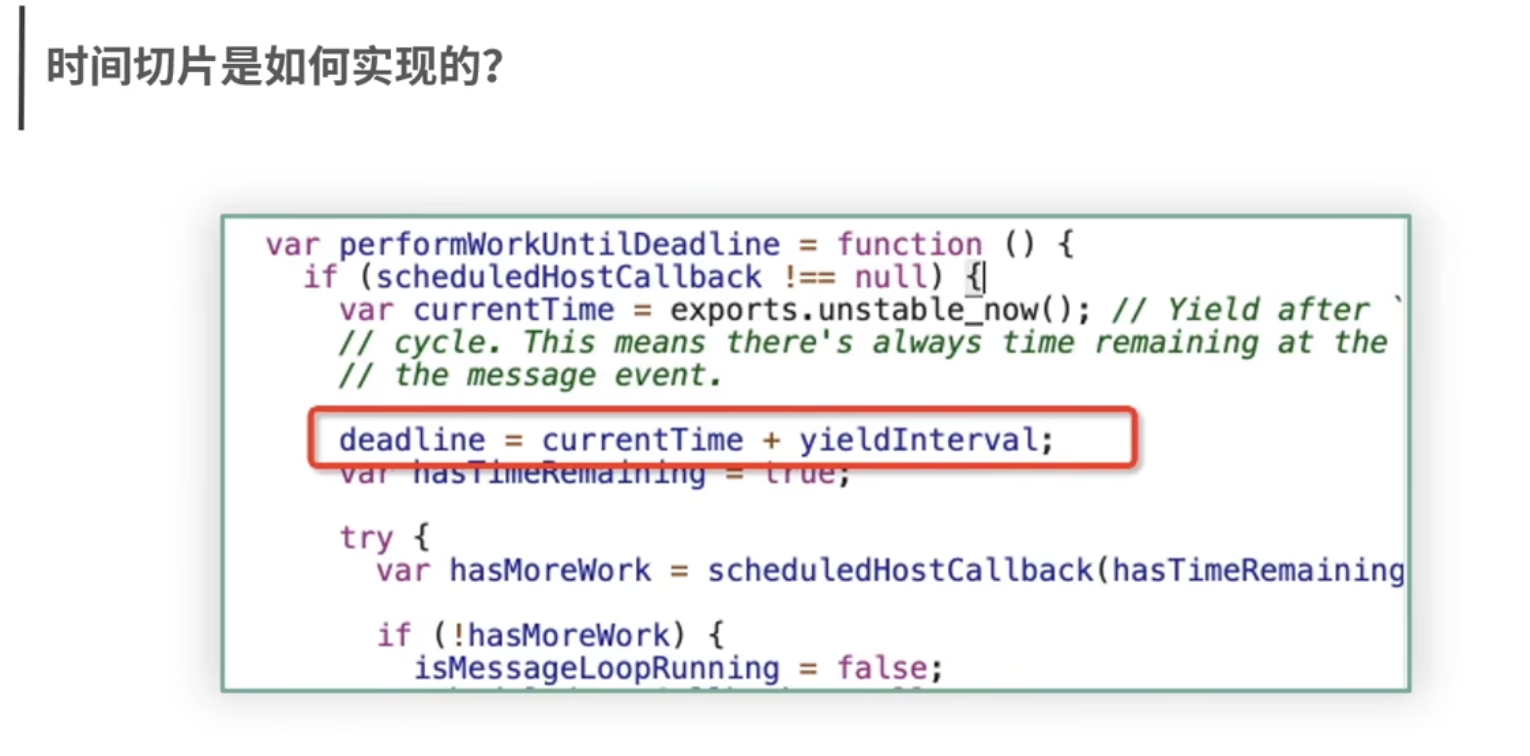 时间切片是如何实现的?
var performWorkUntilDeadline = function () {
if (scheduledHostCallback !== null) {
var currentTime = exports.unstable_now(); // Yield after `
// cycle. This means there's always time remaining at the
// the message event.
deadline = currentTime + yieldInterval;
var hasTimeRemaining = true;
try {
var hasMoreWork = scheduledHostCallback(hasTimeRemaining
if (!hasMoreWork) {
isMessageLoopRunning = false;